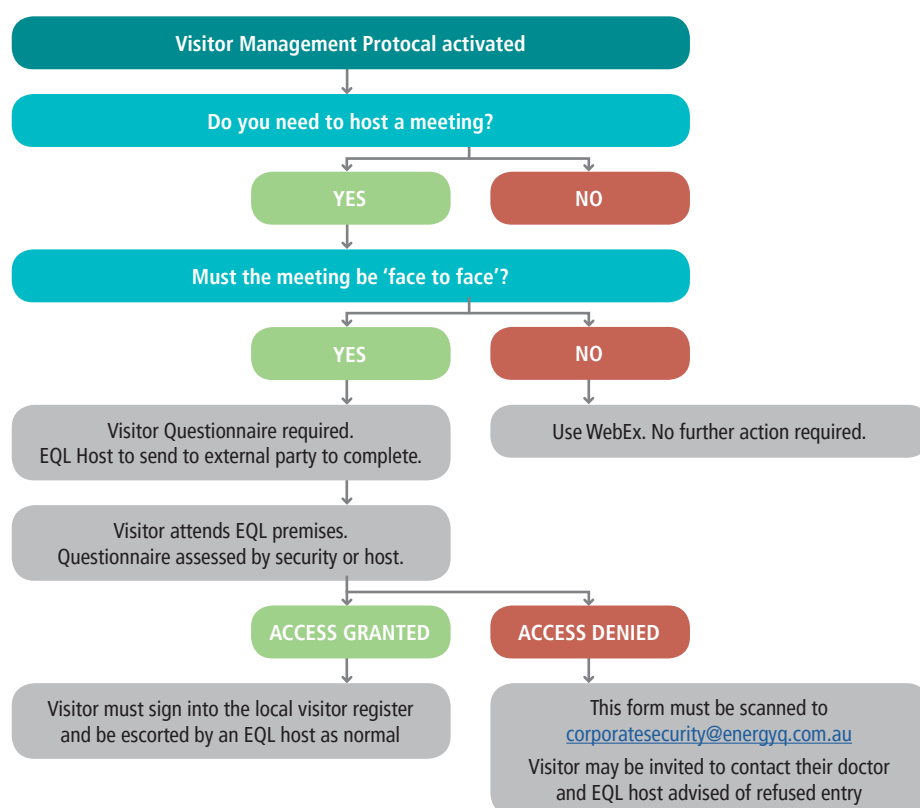 Visitor Management Protocal activated
Do you need to host a meeting?
YES
NO
Must the meeting be ‘face to face’?
YES
NO
Visitor Questionnaire required.
EQL Host to send to external party to complete.
Use WebEx. No further action required.
Visitor attends EQL premises.
Questionnaire assessed by security or host.
ACCESS GRANTED
ACCESS DENIED
Visitor must sign into the local visitor register
and be escorted by an EQL host as normal
This form must be scanned to
corporatesecurity@energyq.com.au
Visitor may be invited to contact their doctor
and EQL host advised of refused entry